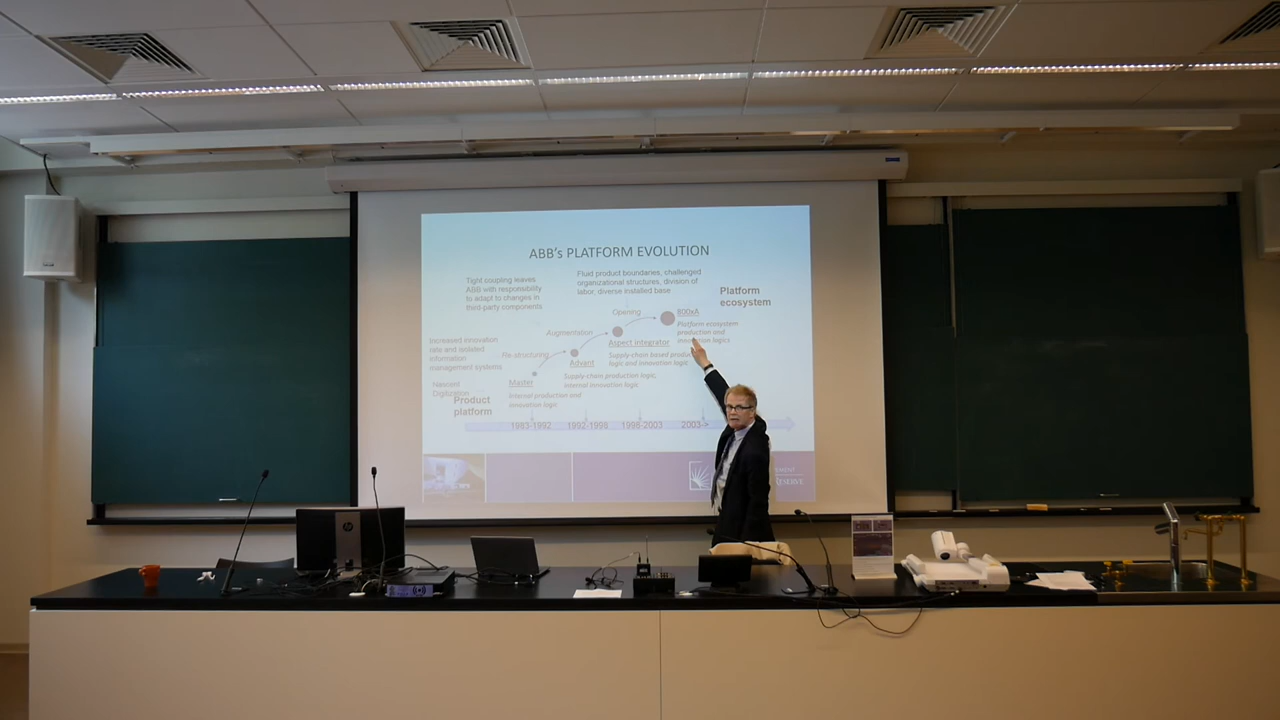 ABB's PLATFORM EVOLUTION
Tight coupling leaves
ABB with responsibility
to adapt to changes in
third-party components
Fluid product boundaries, challenged
organizational structures, division of
labor, diverse installed base
Platform
ecosystem
Opening
800xA
Platform ecosystem
production and
innovation logics
Augmentation
Aspect integrator
Supply-chain based
logic and innovation logic
Increased innovation
rate and isolated
information
management systems
Re-structuring
Advant
Supply-chain production logic,
internal innovation logic
Master
Internal production and
innovation logic
Nascent
Digitization
Product
platform
1983-1992
1992-1998
1998-2003
2003->
hp